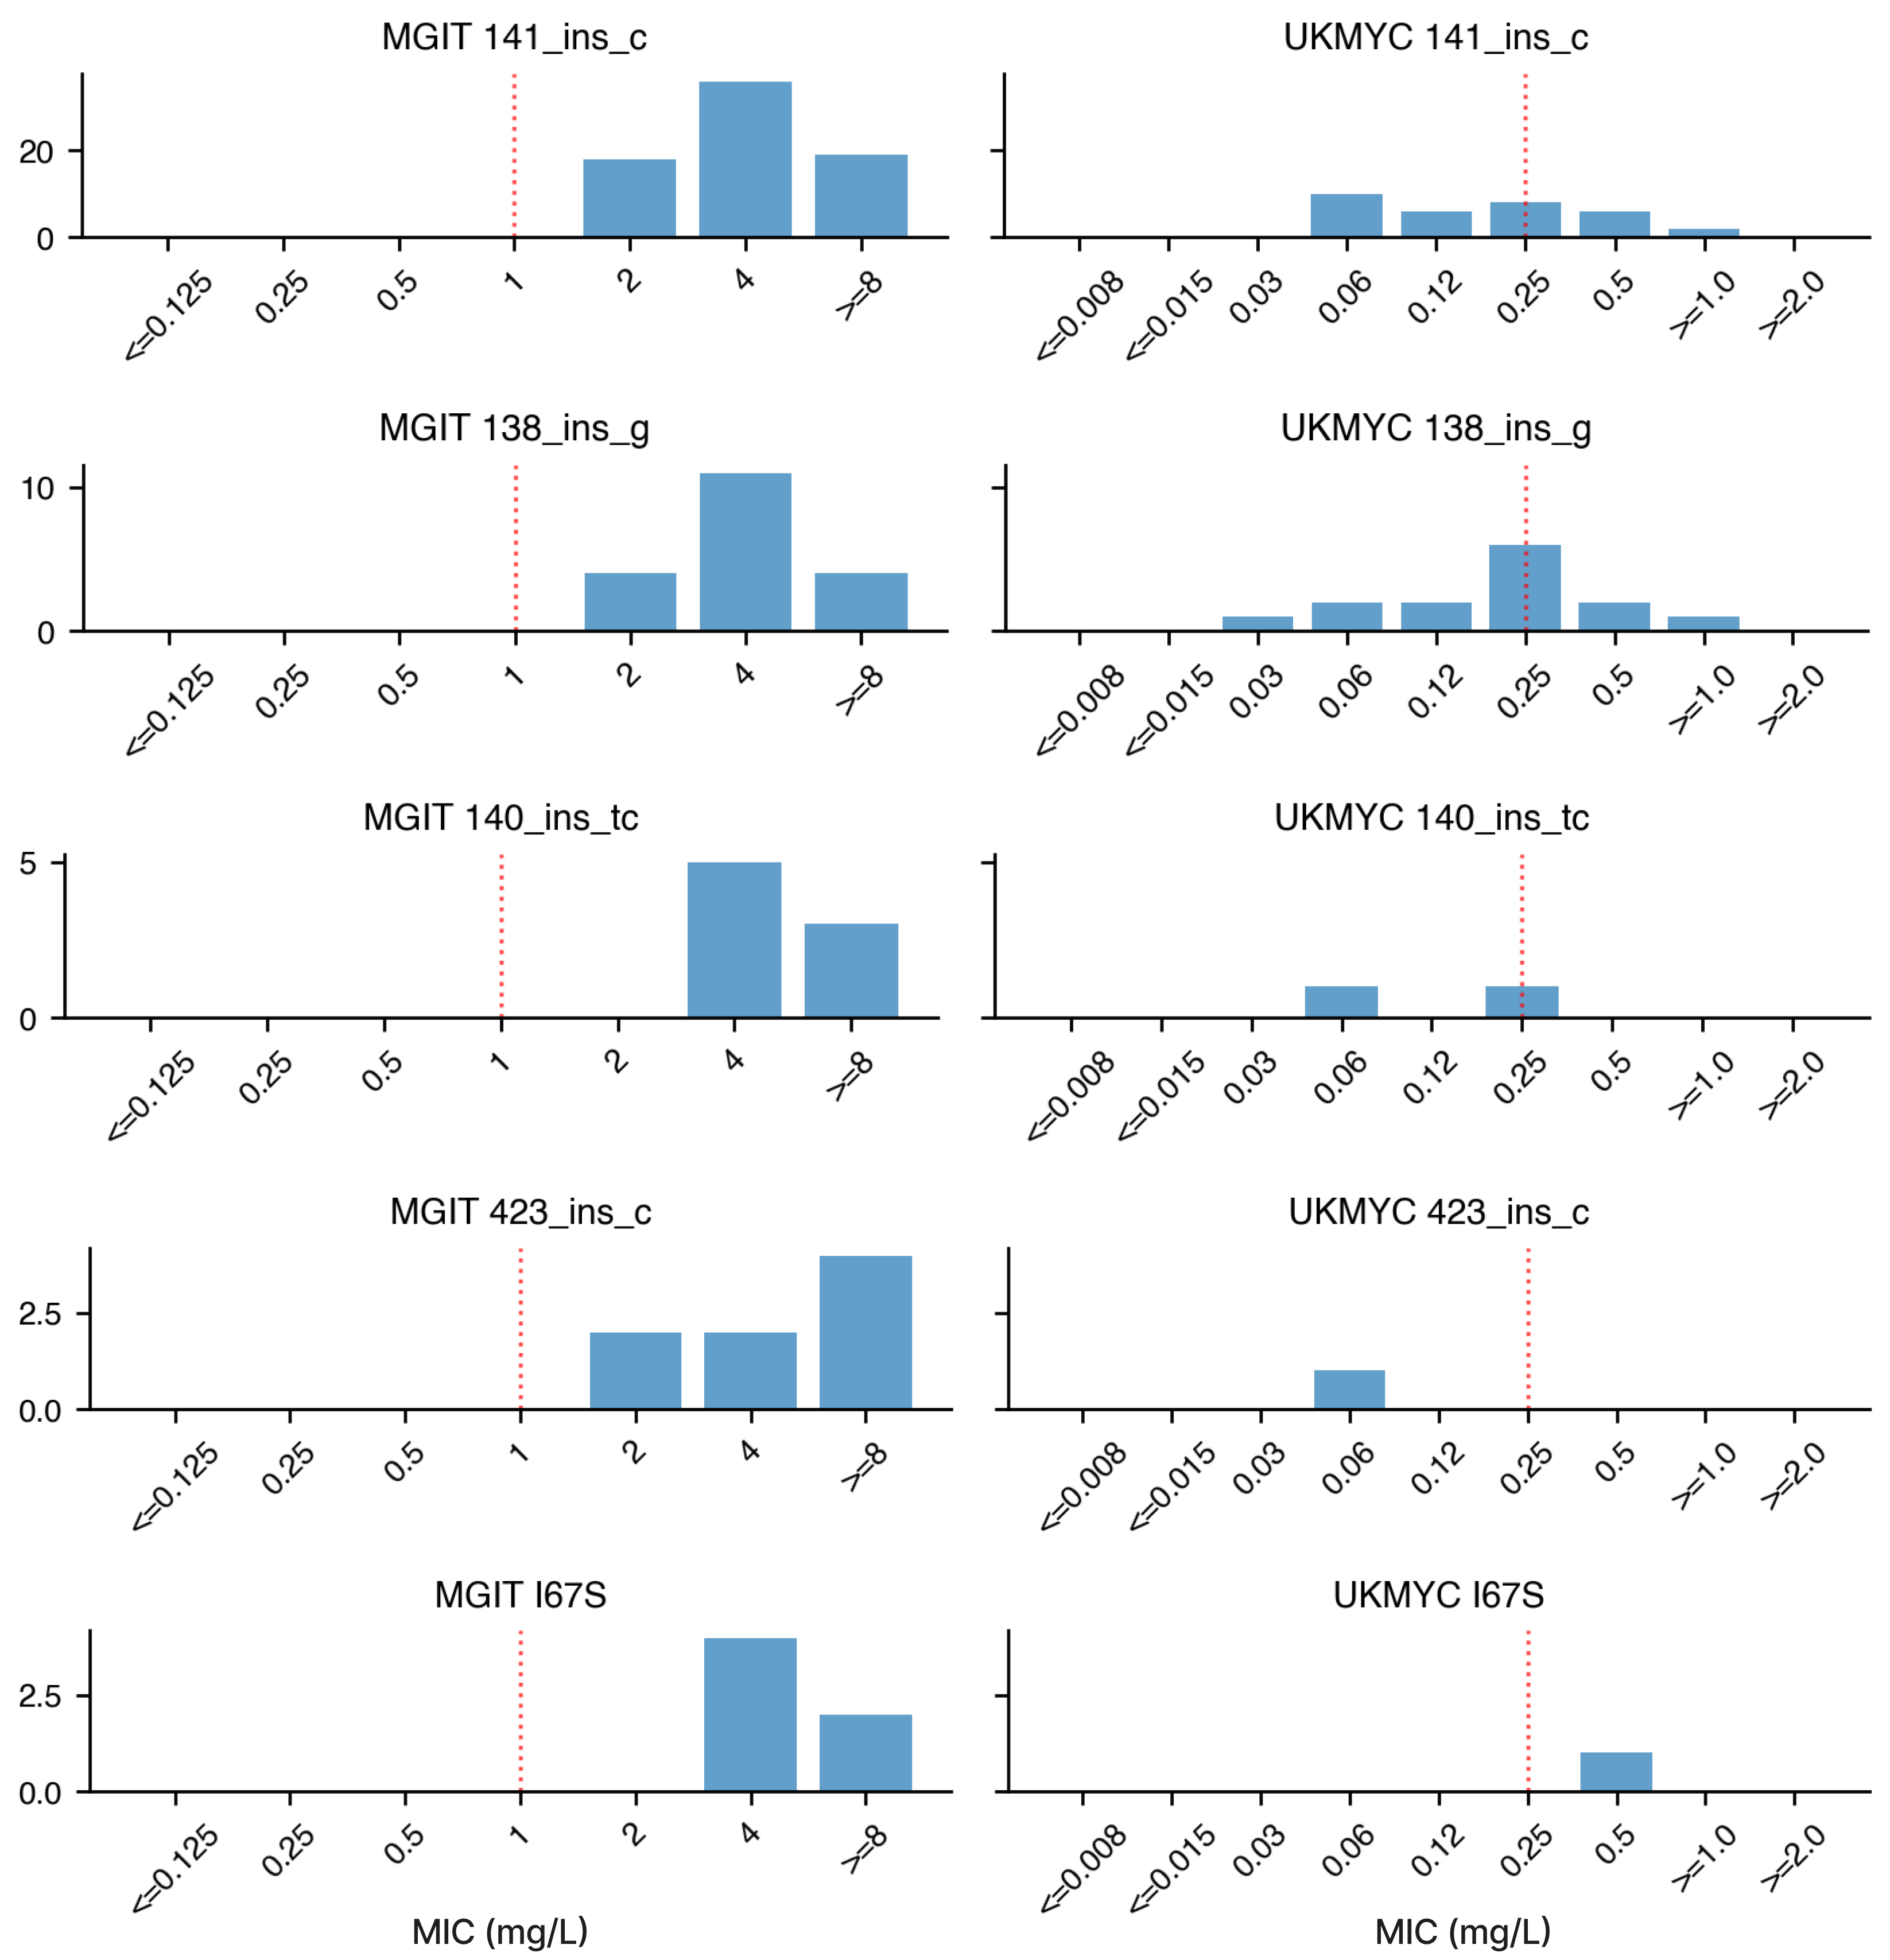 MGIT 141_ins_c UKMYC 141_ins_c
20
0
<=0.125 0.25 0.5 1 2 4 >=8 <=0.008 <=0.015 0.03 0.06 0.12 0.25 0.5 >=1.0 >=2.0
MGIT 138_ins_g UKMYC 138_ins_g
10
0
<=0.125 0.25 0.5 1 2 4 >=8 <=0.008 <=0.015 0.03 0.06 0.12 0.25 0.5 >=1.0 >=2.0
MGIT 140_ins_tc UKMYC 140_ins_tc
5
0
<=0.125 0.25 0.5 1 2 4 >=8 <=0.008 <=0.015 0.03 0.06 0.12 0.25 0.5 >=1.0 >=2.0
MGIT 423_ins_c UKMYC 423_ins_c
2.5
0.0
<=0.125 0.25 0.5 1 2 4 >=8 <=0.008 <=0.015 0.03 0.06 0.12 0.25 0.5 >=1.0 >=2.0
MGIT I67S UKMYC I67S
2.5
0.0
<=0.125 0.25 0.5 1 2 4 >=8 <=0.008 <=0.015 0.03 0.06 0.12 0.25 0.5 >=1.0 >=2.0
MIC (mg/L) MIC (mg/L)